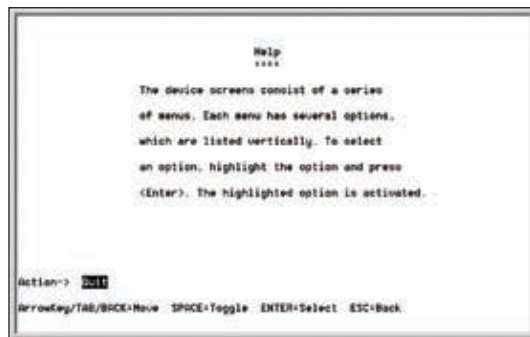 Help
====
The device screens consist of a series
of menus. Each menu has several options,
which are listed vertically. To select
an option, highlight the option and press
<Enter>. The highlighted option is activated.
Action-> Quit
ArrowKey/TAB/BACK=Move  SPACE=Toggle  ENTER=Select  ESC=Back